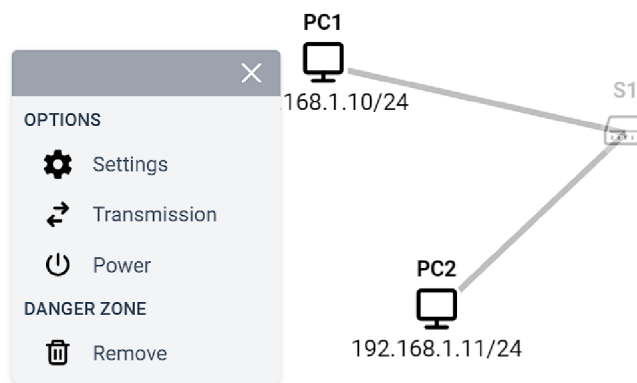 PC1
.168.1.10/24
S1
OPTIONS
Settings
Transmission
Power
DANGER ZONE
Remove
PC2
192.168.1.11/24